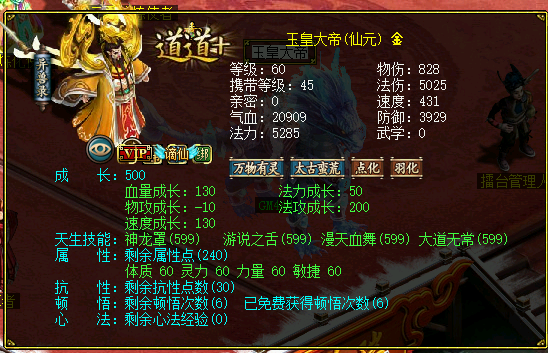 道道十
玉皇大帝(仙元) 金
玉皇大帝
异兽录
等级：60 物伤：828
携带等级：45 法伤：5025
亲密：0 速度：431
气血：20909 防御：3929
法力：5285 武学：0
VIP 谪仙 绑
万物有灵 太古蛮荒 点化 羽化
成 长：500
血量成长：130 法力成长：50
物攻成长：-10 法攻成长：200
速度成长：130
擂台管理人
GM
天生技能：神龙罩(599) 游说之舌(599) 漫天血舞(599) 大道无常(599)
属 性：剩余属性点(240)
体质 60 灵力 60 力量 60 敏捷 60
抗 性：剩余抗性点数(30)
顿 悟：剩余顿悟次数(6) 已免费获得顿悟次数(6)
心 法：剩余心法经验(0)